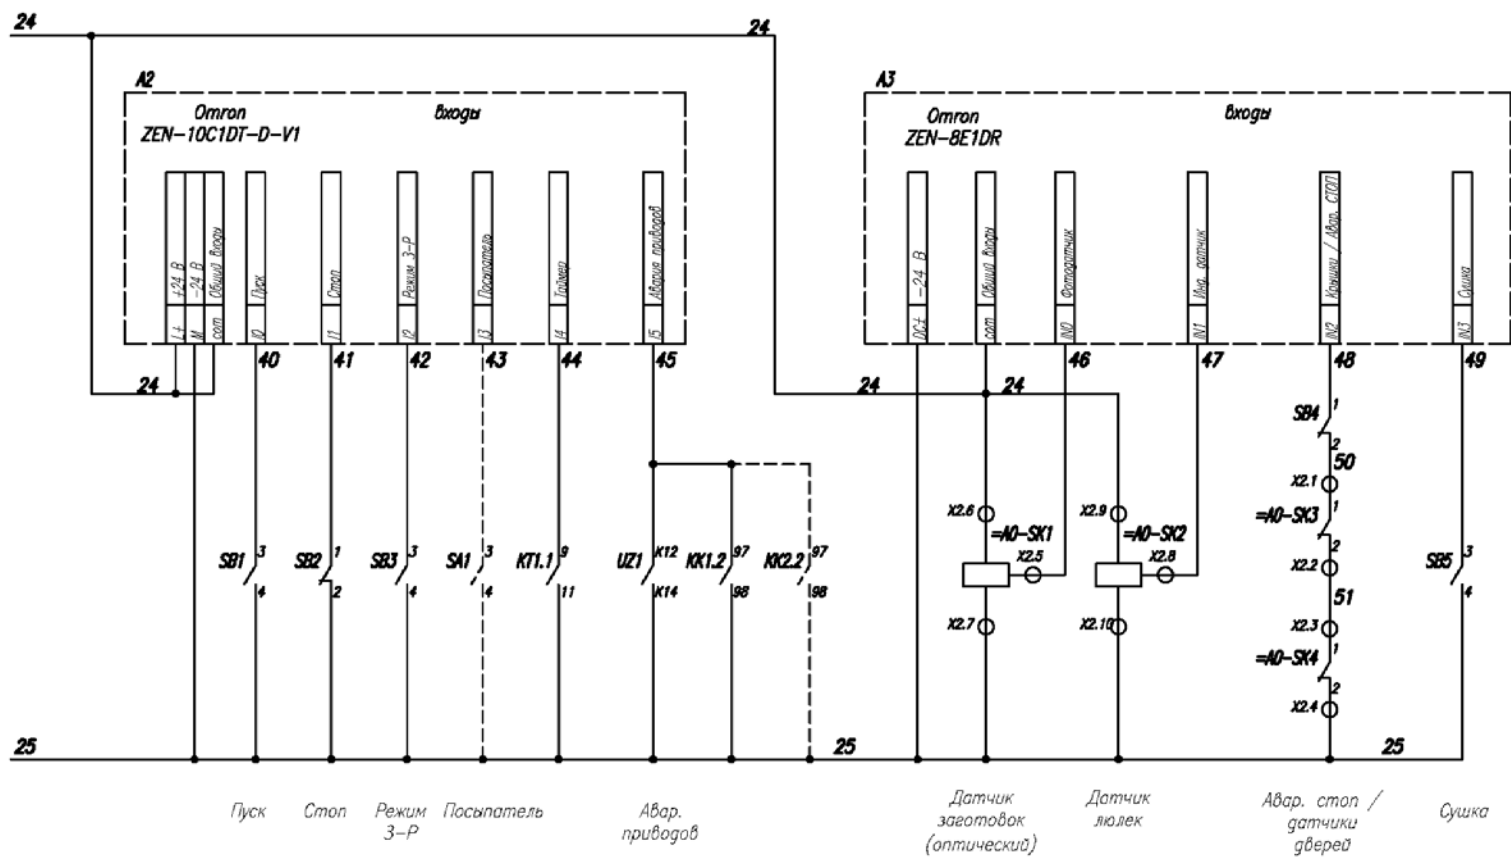 24
24
A2
A3
Omron
ZEN-10C1DT-D-V1
входы
Omron
ZEN-8E1DR
входы
+24 В
-24 В
Общий входы
Пуск
Стоп
Режим 3-Р
Посыпатель
Таймер
Авария приводов
-24 В
Общий входы
Фотодатчик
Инд. датчик
Крышки / Авар. СТОП
Сушка
L+
M
com
I0
I1
I2
I3
I4
I5
DC±
com
IN0
IN1
IN2
IN3
40
41
42
43
44
45
46
47
48
49
24
24
24
SB4
1
2
50
X2.1
=A0-SK3
1
2
X2.2
51
X2.3
=A0-SK4
1
2
X2.4
X2.6
=A0-SK1
X2.5
X2.7
X2.9
=A0-SK2
X2.8
X2.10
SB1
3
4
SB2
1
2
SB3
3
4
SA1
3
4
KT1.1
9
11
UZ1
K12
K14
KK1.2
97
98
KK2.2
97
98
SB5
3
4
25
25
25
Пуск
Стоп
Режим
3-Р
Посыпатель
Авар.
приводов
Датчик
заготовок
(оптический)
Датчик
люлек
Авар. стоп /
датчики
дверей
Сушка